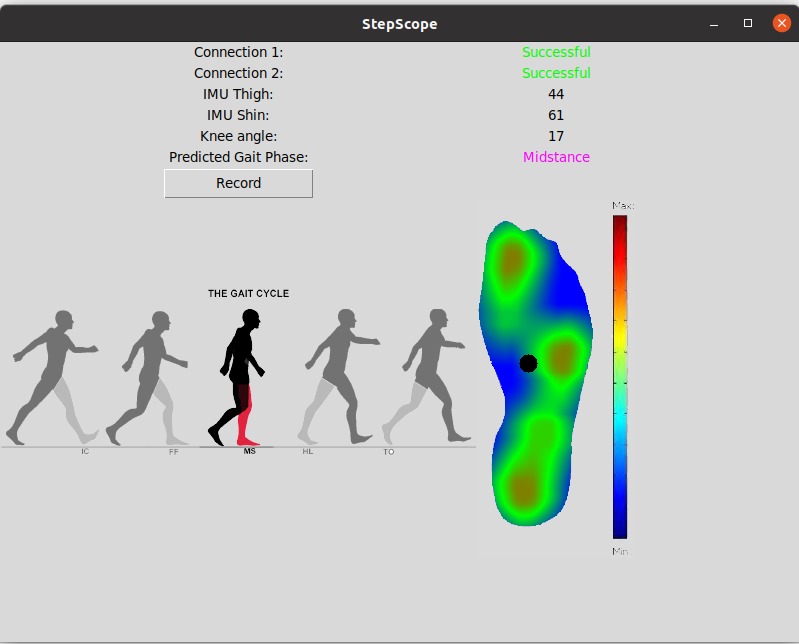 StepScope
Connection 1: Successful
Connection 2: Successful
IMU Thigh: 44
IMU Shin: 61
Knee angle: 17
Predicted Gait Phase: Midstance
Record
Max:
THE GAIT CYCLE
IC FF MS HL TO
Min